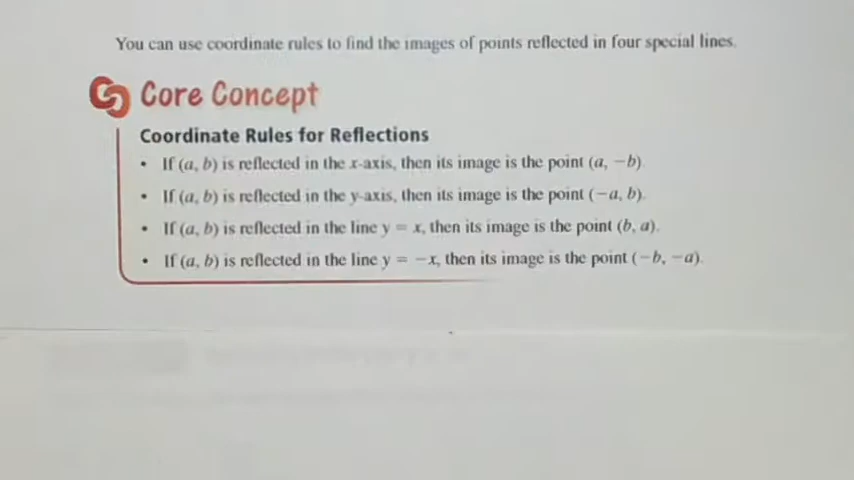 You can use coordinate rules to find the images of points reflected in four special lines.
Core Concept
Coordinate Rules for Reflections
• If (a, b) is reflected in the x-axis, then its image is the point (a, −b)
• If (a, b) is reflected in the y-axis, then its image is the point (−a, b).
• If (a, b) is reflected in the line y = x, then its image is the point (b, a).
• If (a, b) is reflected in the line y = −x, then its image is the point (−b, −a).